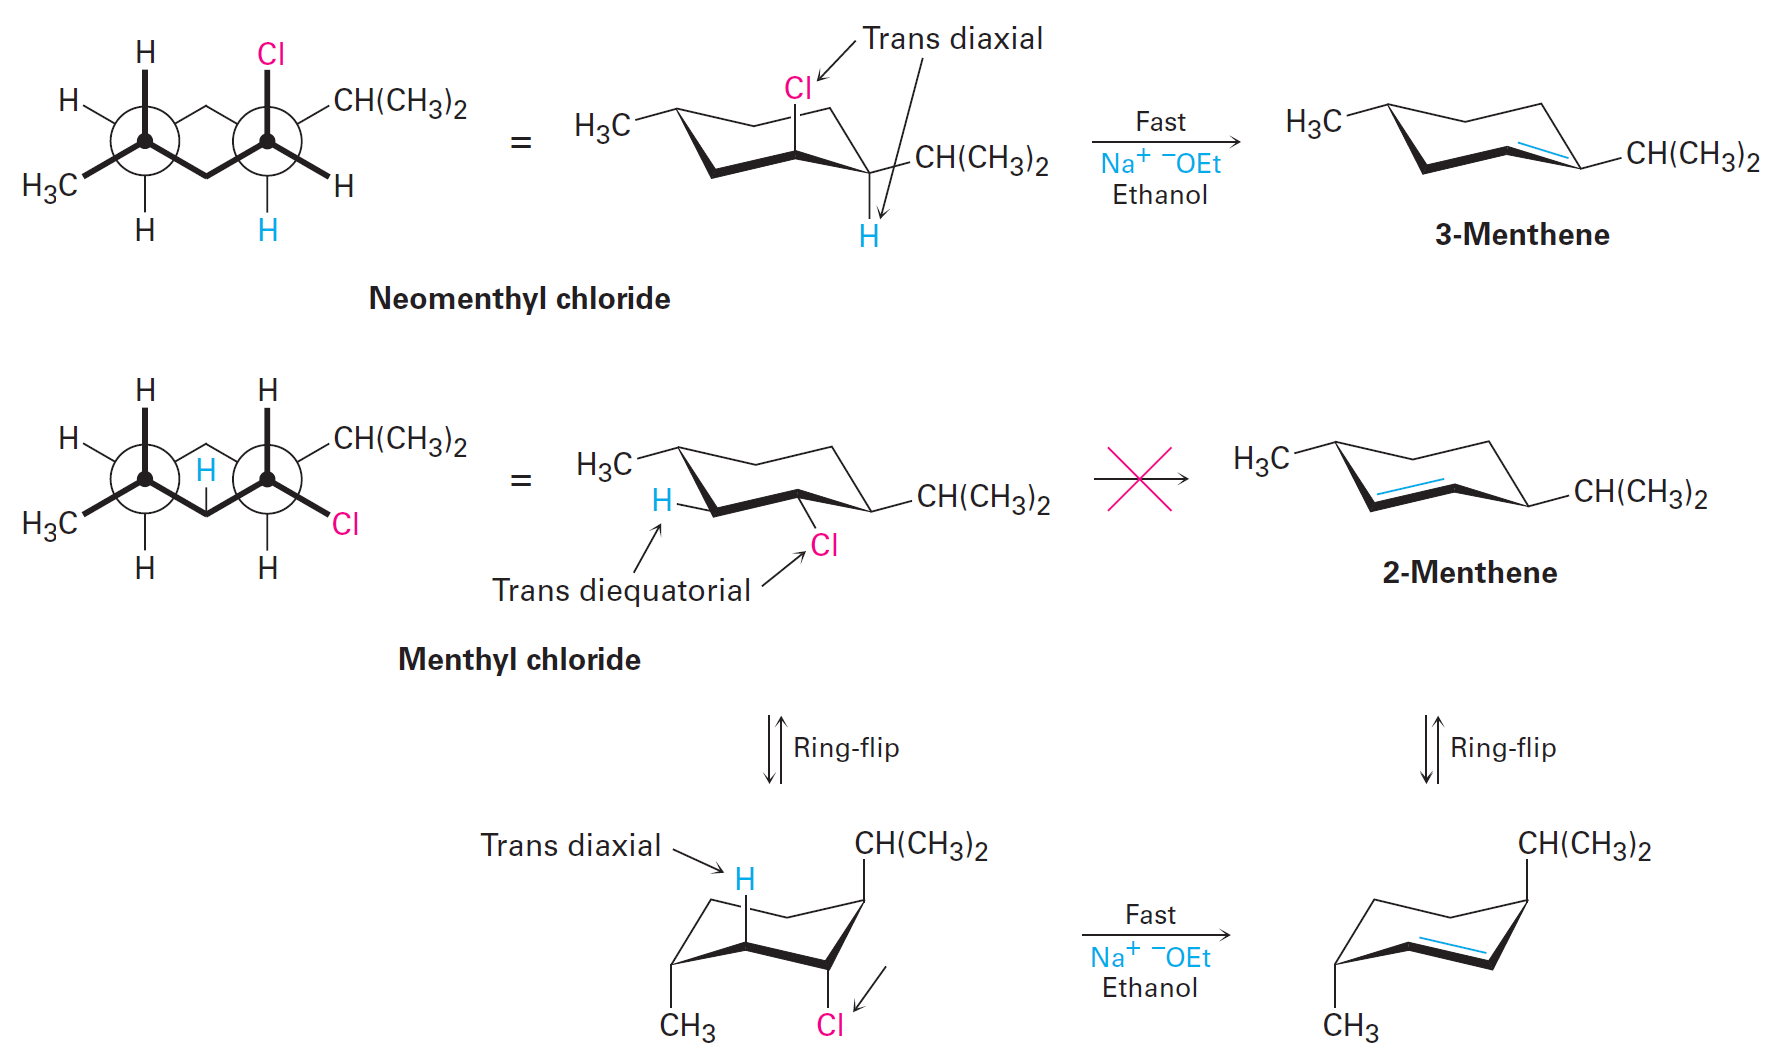 H Cl Trans diaxial
H CH(CH3)2 Cl
H3C H3C
= Fast
CH(CH3)2 Na+ −OEt CH(CH3)2
H3C H Ethanol
H H H 3-Menthene
Neomenthyl chloride
H H
H CH(CH3)2
H H3C H3C
= H CH(CH3)2 CH(CH3)2
H3C Cl Cl
H H Trans diequatorial 2-Menthene
Menthyl chloride
Ring-flip Ring-flip
Trans diaxial CH(CH3)2 CH(CH3)2
H
Fast
Na+ −OEt
Ethanol
CH3 Cl CH3